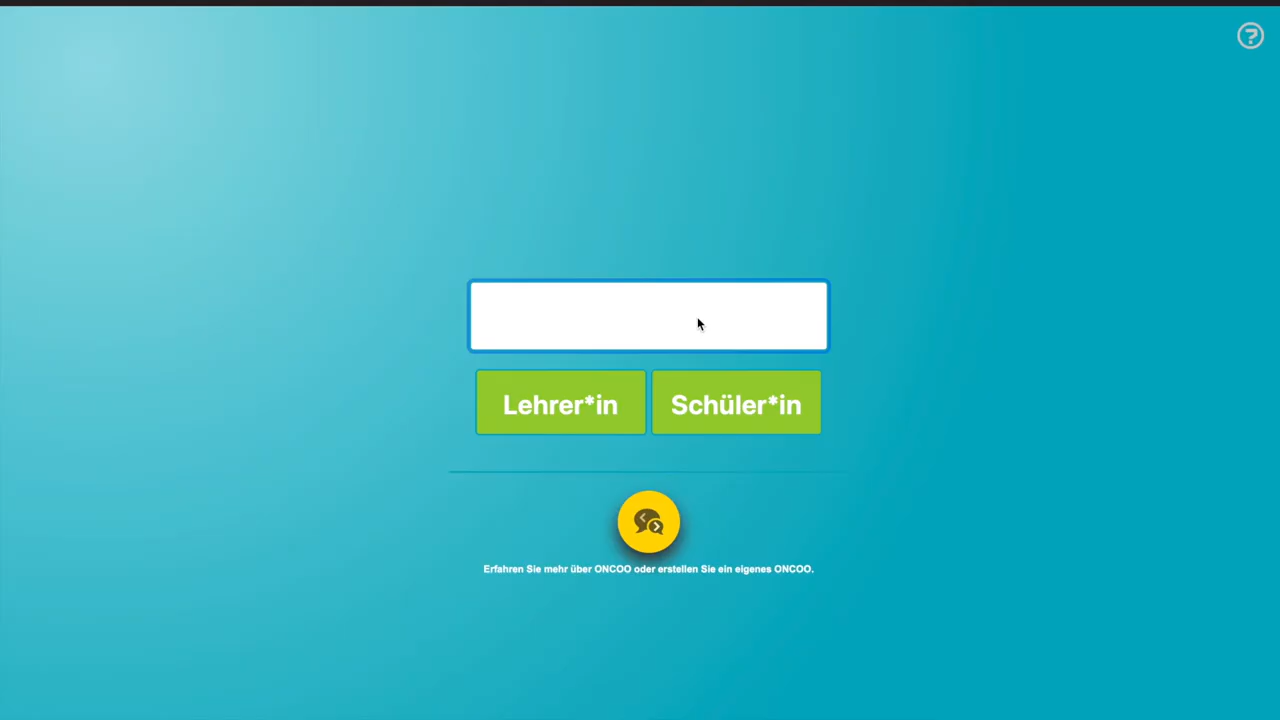 ?
Lehrer*in Schüler*in
Erfahren Sie mehr über ONCOO oder erstellen Sie ein eigenes ONCOO.